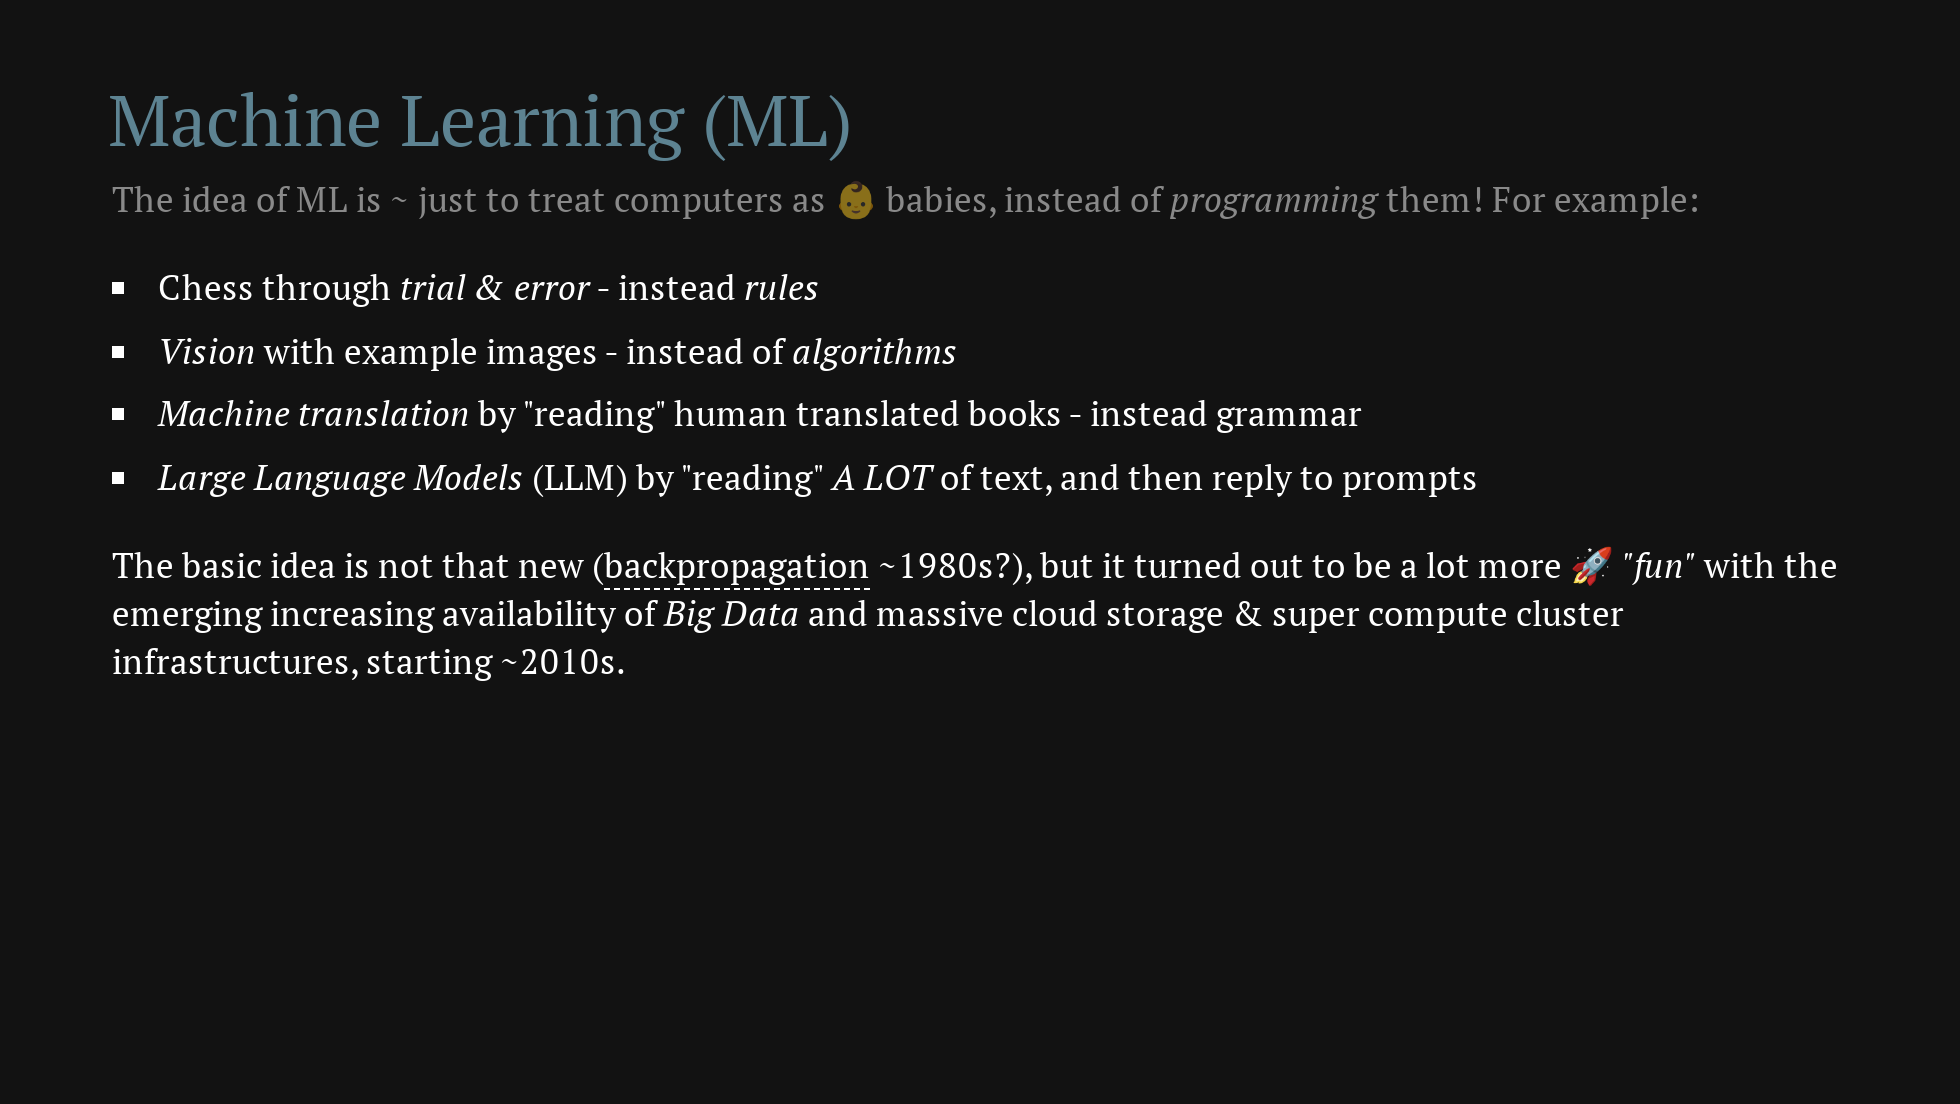 Machine Learning (ML)
The idea of ML is ~ just to treat computers as 👶 babies, instead of programming them! For example:
▪ Chess through trial & error - instead rules
▪ Vision with example images - instead of algorithms
▪ Machine translation by "reading" human translated books - instead grammar
▪ Large Language Models (LLM) by "reading" A LOT of text, and then reply to prompts
The basic idea is not that new (backpropagation ~1980s?), but it turned out to be a lot more 🚀 "fun" with the
emerging increasing availability of Big Data and massive cloud storage & super compute cluster
infrastructures, starting ~2010s.